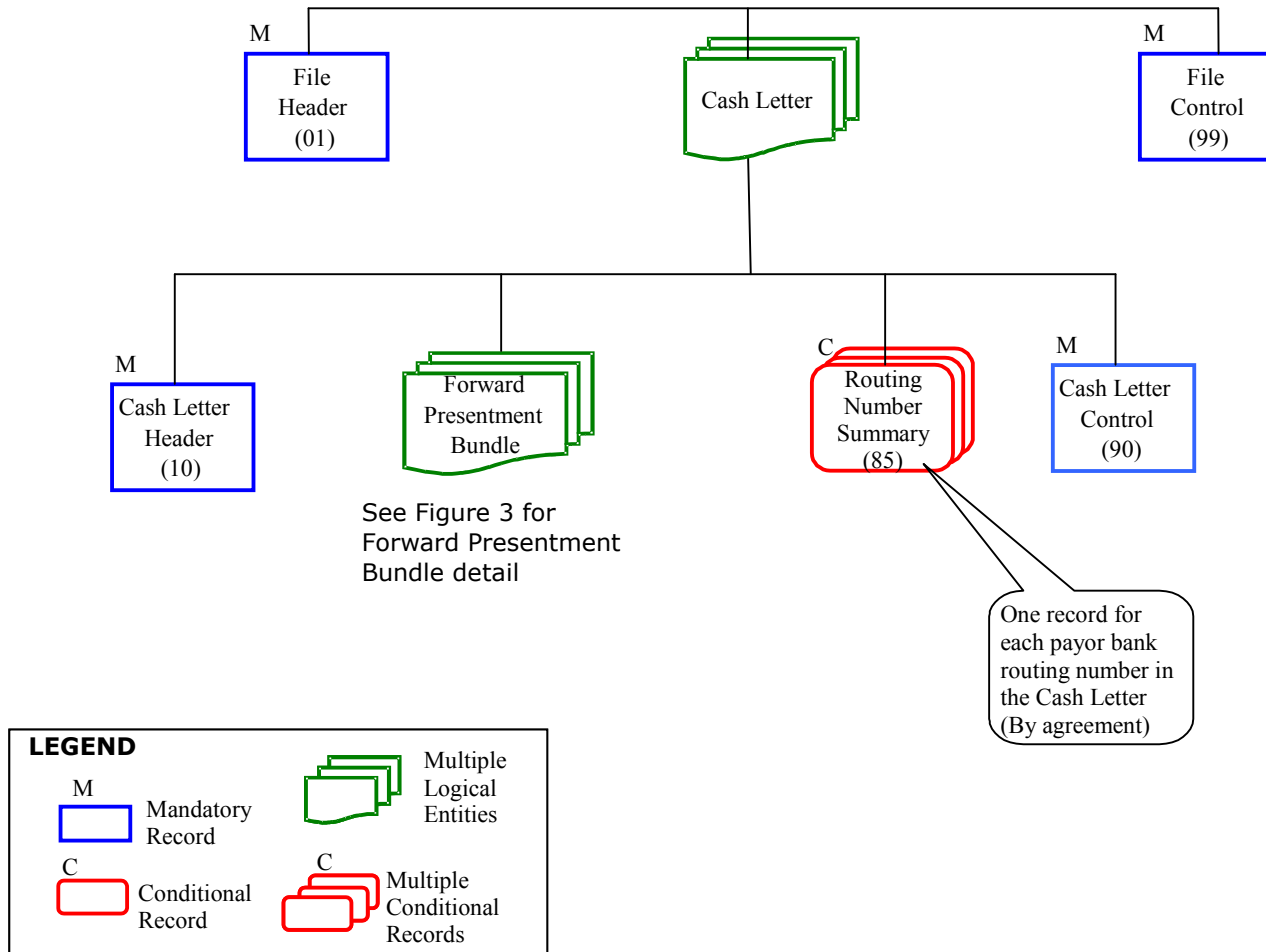 M
File
Header
(01)
Cash Letter
M
File
Control
(99)
M
Cash Letter
Header
(10)
Forward
Presentment
Bundle
See Figure 3 for
Forward Presentment
Bundle detail
C
Routing
Number
Summary
(85)
M
Cash Letter
Control
(90)
One record for
each payor bank
routing number in
the Cash Letter
(By agreement)
LEGEND
M
Mandatory
Record
Multiple
Logical
Entities
C
Conditional
Record
C
Multiple
Conditional
Records